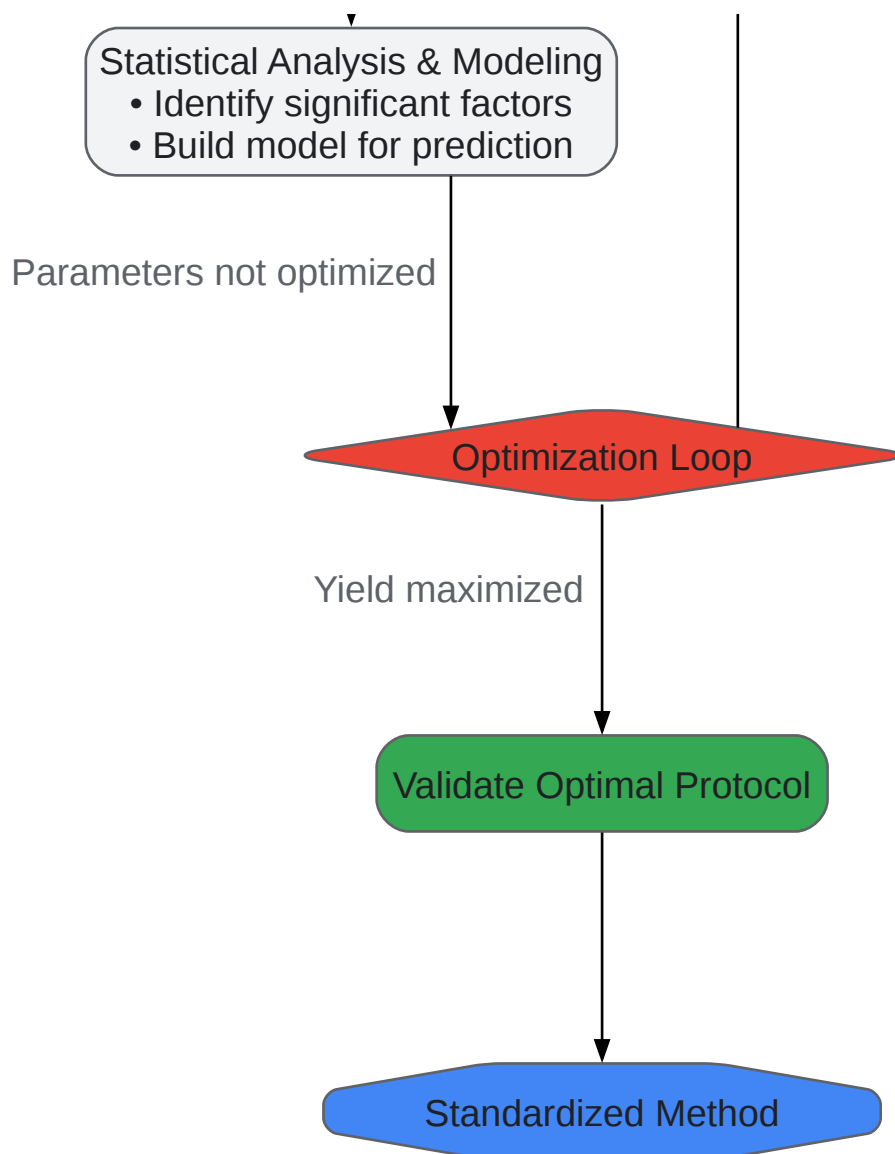 Statistical Analysis & Modeling
• Identify significant factors
• Build model for prediction
Parameters not optimized
Optimization Loop
Yield maximized
Validate Optimal Protocol
Standardized Method